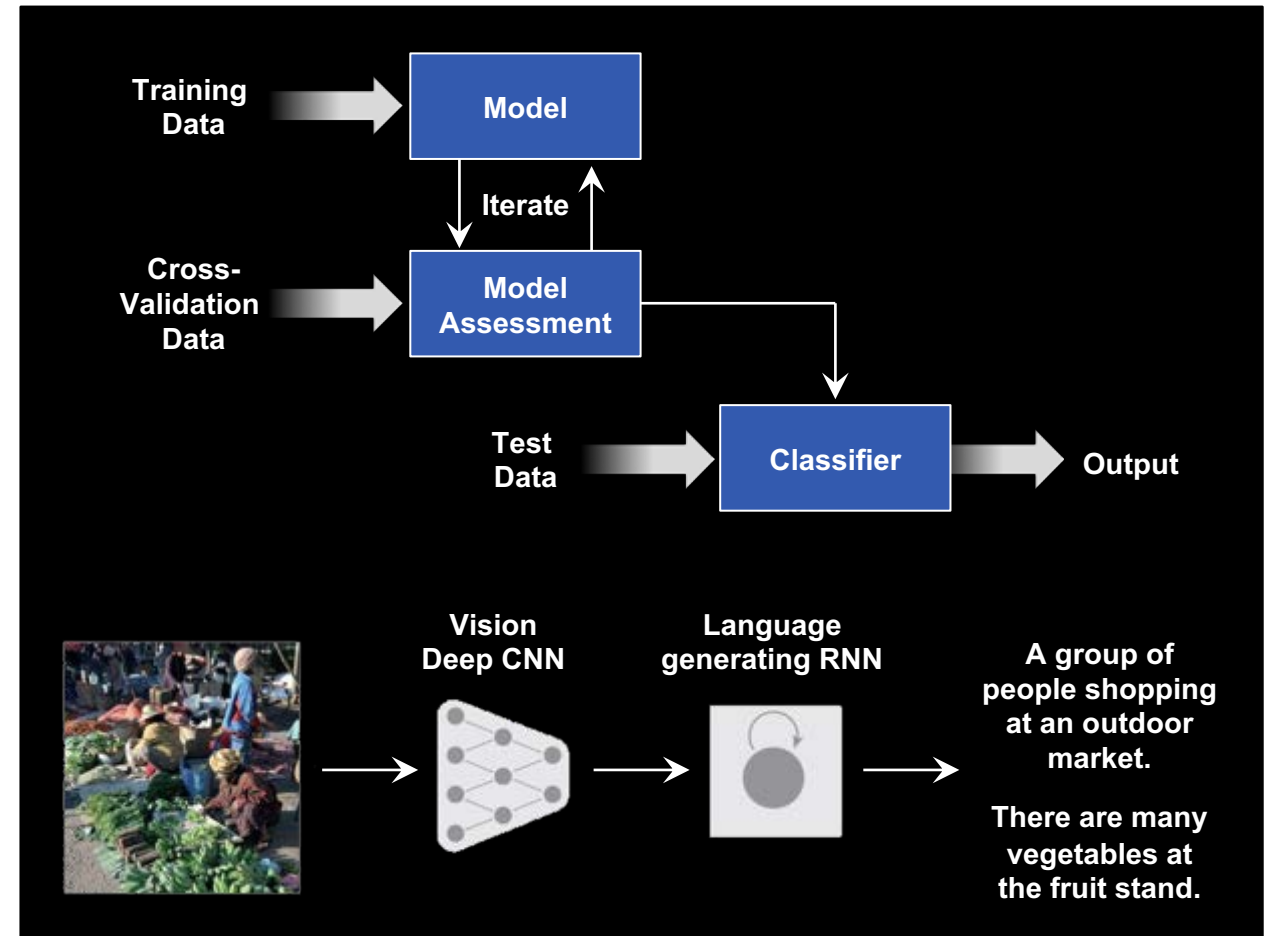 Training
Data
Model
Iterate
Cross-
Validation
Data
Model
Assessment
Test
Data
Classifier
Output
Vision
Deep CNN
Language
generating RNN
A group of
people shopping
at an outdoor
market.
There are many
vegetables at
the fruit stand.